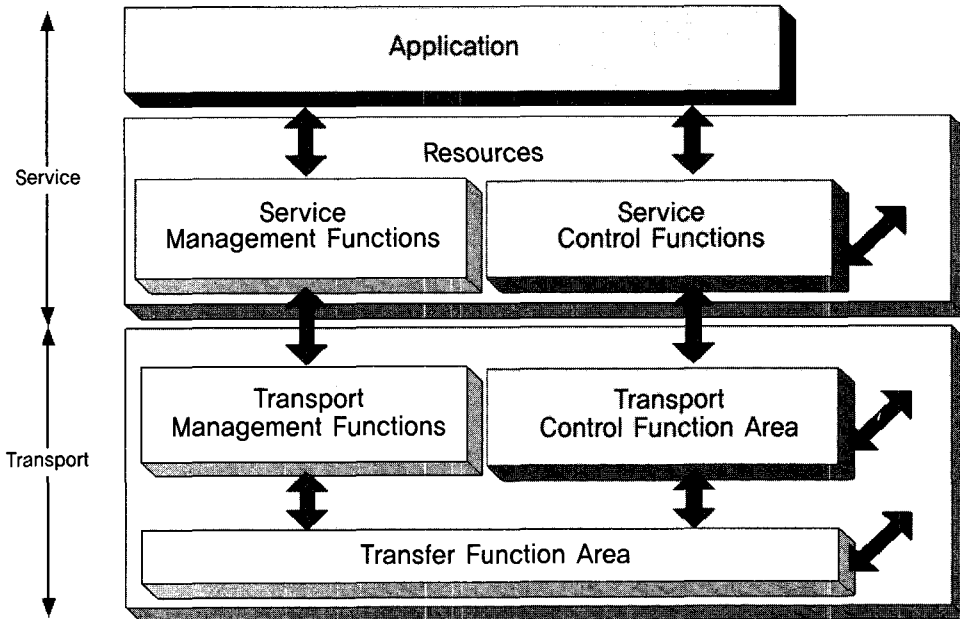 Application
Service
Resources
Service
Management Functions
Service
Control Functions
Transport
Transport
Management Functions
Transport
Control Function Area
Transfer Function Area